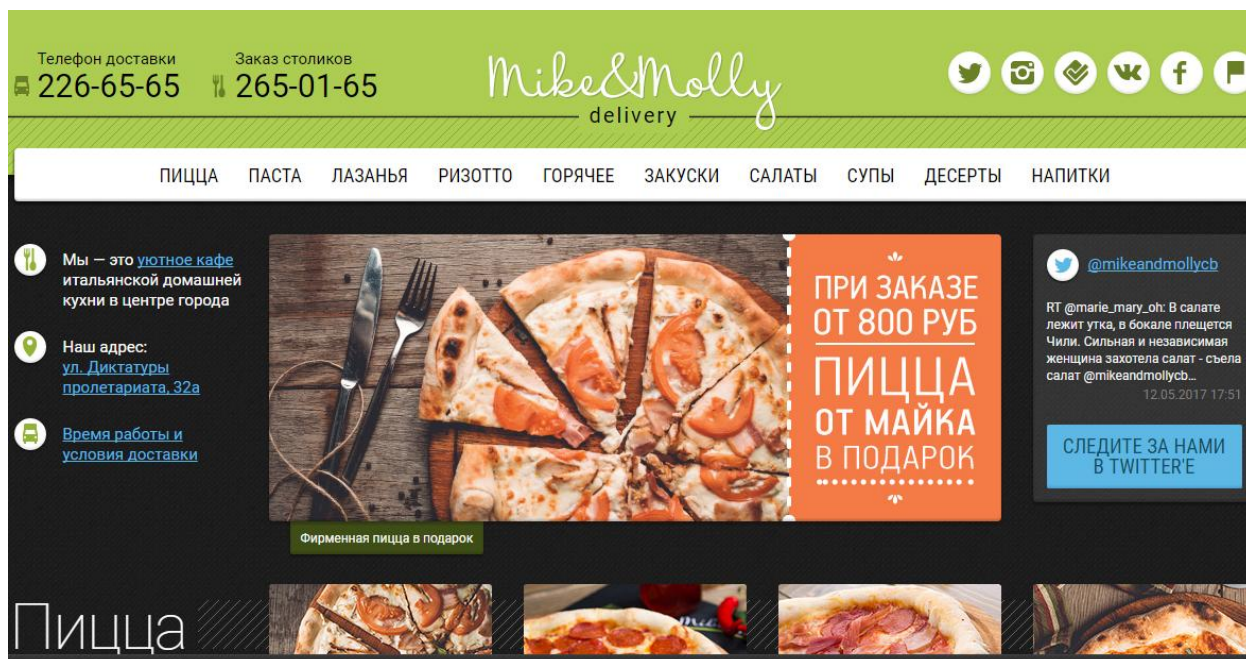 Телефон доставки
226-65-65
Заказ столиков
265-01-65
Mike&Molly
delivery
ПИЦЦА ПАСТА ЛАЗАНЬЯ РИЗОТТО ГОРЯЧЕЕ ЗАКУСКИ САЛАТЫ СУПЫ ДЕСЕРТЫ НАПИТКИ
Мы — это уютное кафе
итальянской домашней
кухни в центре города
Наш адрес:
ул. Диктатуры
пролетариата, 32а
Время работы и
условия доставки
ПРИ ЗАКАЗЕ
ОТ 800 РУБ
ПИЦЦА
ОТ МАЙКА
В ПОДАРОК
Фирменная пицца в подарок
@mikeandmollycb
RT @marie_mary_oh: В салате
лежит утка, в бокале плещется
Чили. Сильная и независимая
женщина захотела салат - съела
салат @mikeandmollycb...
12.05.2017 17:51
СЛЕДИТЕ ЗА НАМИ
В TWITTER'Е
Пицца